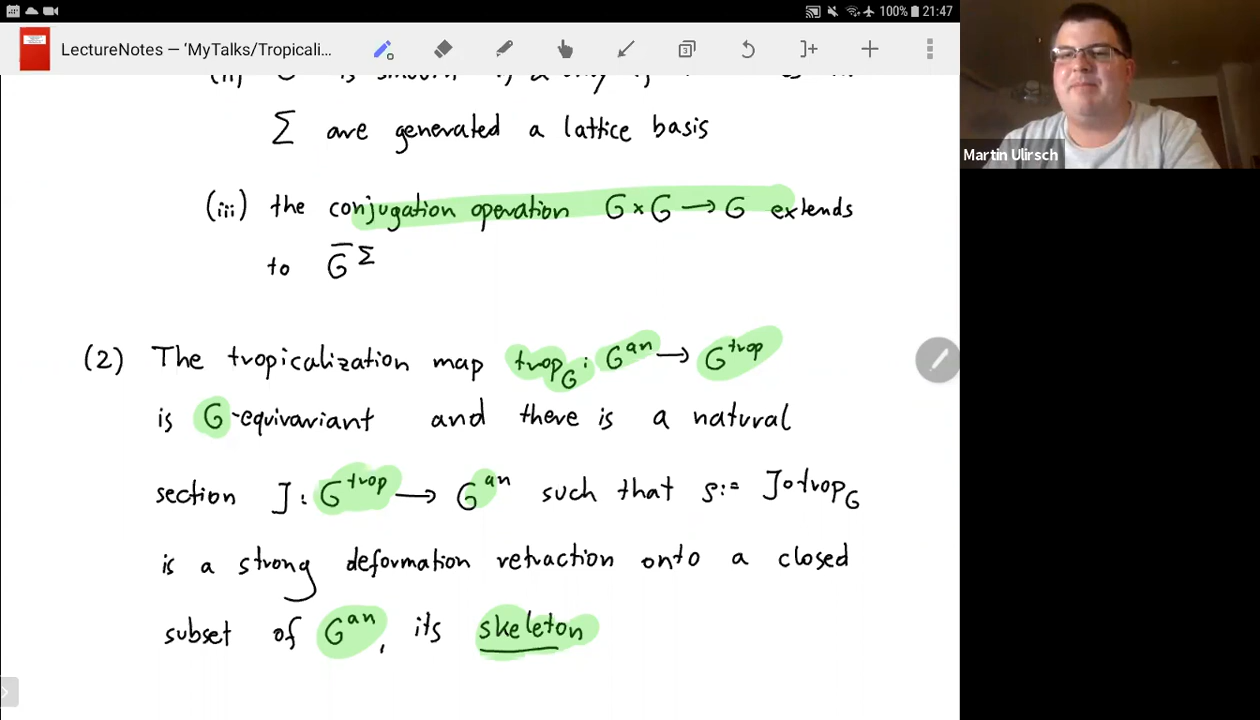 100% 21:47
LectureNotes – 'MyTalks/Tropicali...
Σ are generated a lattice basis
(iii) the conjugation operation G × G → G extends
to G̅^Σ
(2) The tropicalization map trop_G : G^an → G^trop
is G-equivariant and there is a natural
section J : G^trop → G^an such that ρ := J∘trop_G
is a strong deformation retraction onto a closed
subset of G^an, its skeleton
Martin Ulirsch